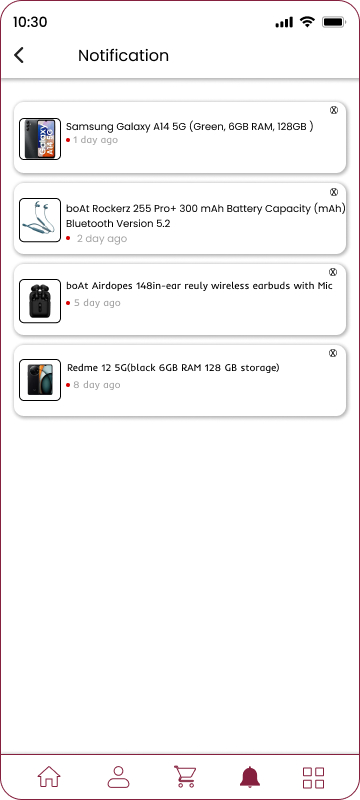 10:30
Notification
Samsung Galaxy A14 5G (Green, 6GB RAM, 128GB )
1 day ago
boAt Rockerz 255 Pro+ 300 mAh Battery Capacity (mAh)
Bluetooth Version 5.2
2 day ago
boAt Airdopes 148in-ear reuly wireless earbuds with Mic
5 day ago
Redme 12 5G(black 6GB RAM 128 GB storage)
8 day ago